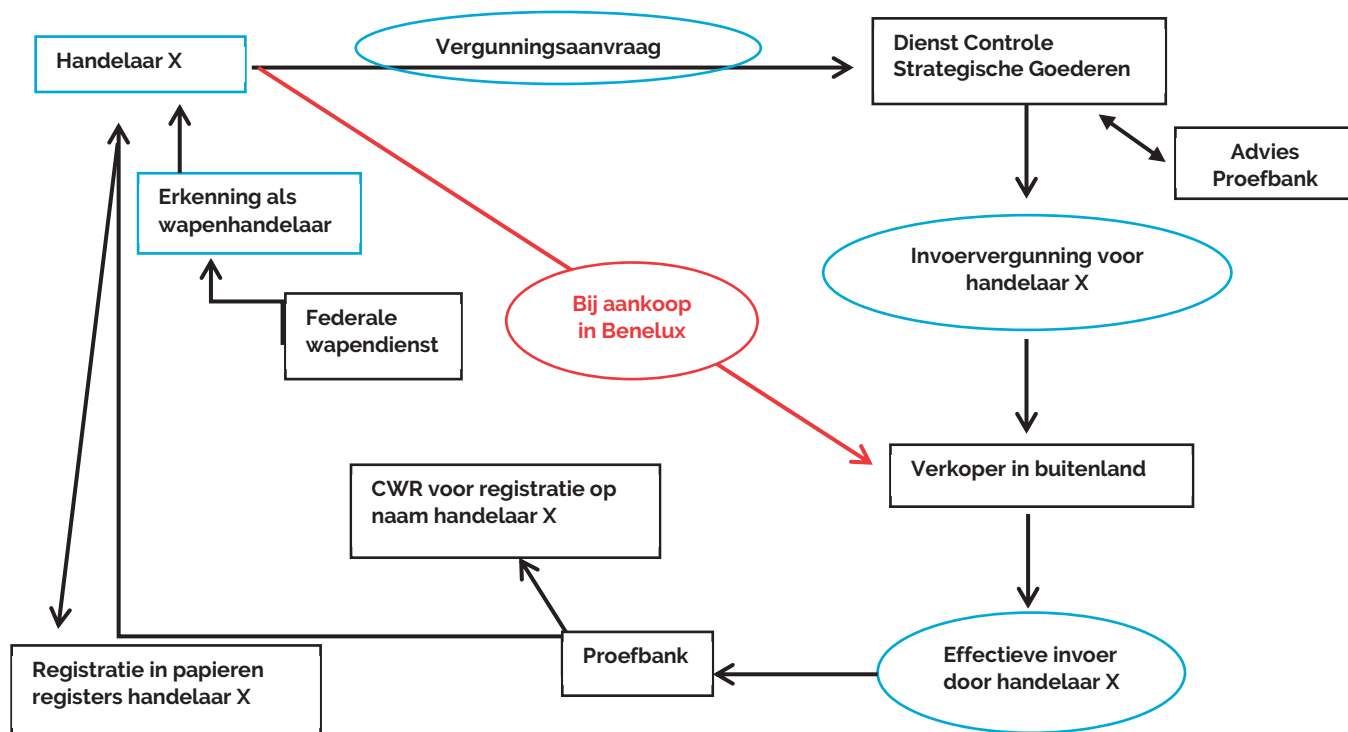 Handelaar X
Vergunningsaanvraag
Dienst Controle
Strategische Goederen
Advies
Proefbank
Erkenning als
wapenhandelaar
Invoervergunning voor
handelaar X
Federale
wapendienst
Bij aankoop
in Benelux
Verkoper in buitenland
CWR voor registratie op
naam handelaar X
Registratie in papieren
registers handelaar X
Proefbank
Effectieve invoer
door handelaar X